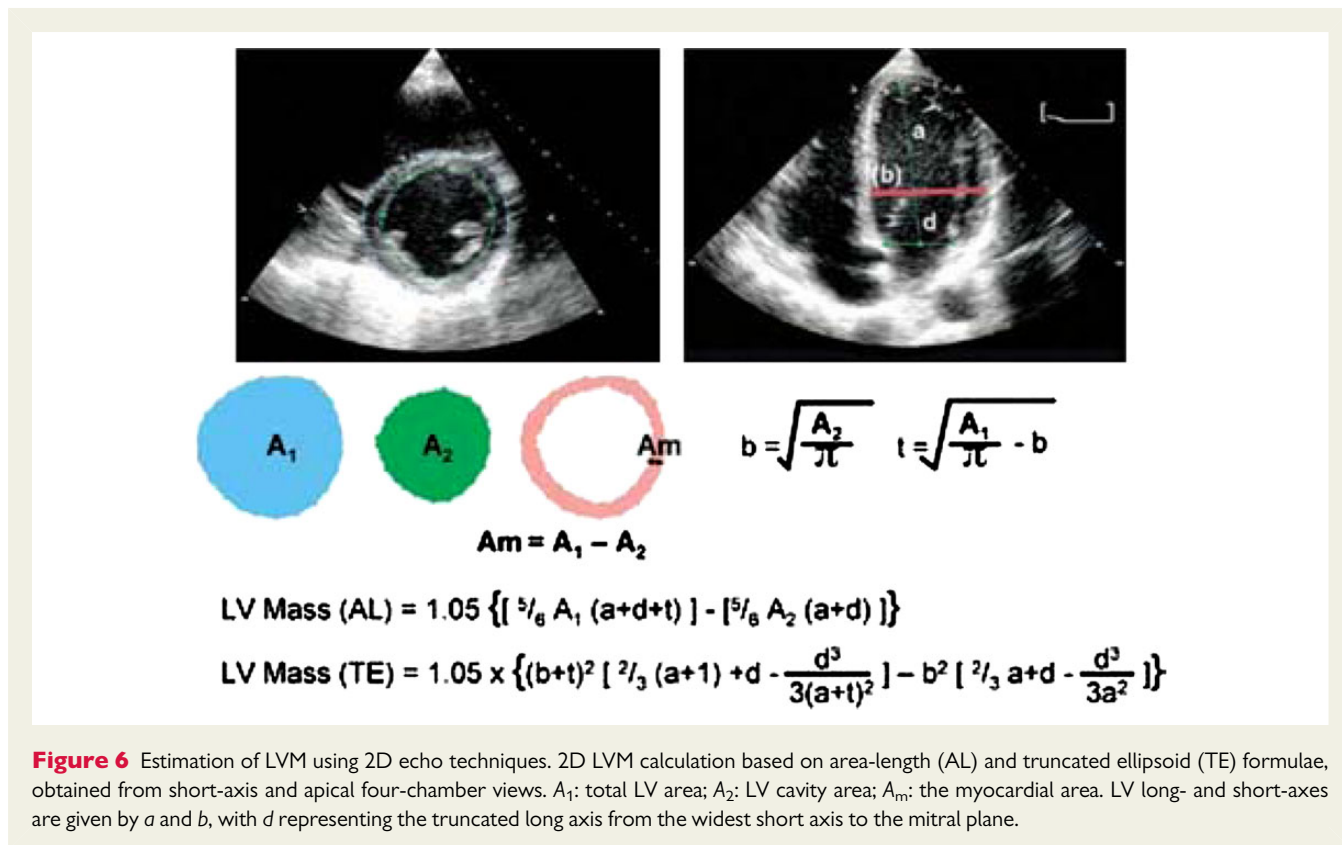 a
(b)
d
A₁ A₂ Am b = √(A₂/π) t = √(A₁/π) - b
Am = A₁ – A₂
LV Mass (AL) = 1.05 {[ ⁵/₆ A₁ (a+d+t) ] - [⁵/₆ A₂ (a+d) ]}
LV Mass (TE) = 1.05 x {(b+t)² [ ²/₃ (a+1) +d - d³/3(a+t)² ] – b² [ ²/₃ a+d - d³/3a² ]}
Figure 6 Estimation of LVM using 2D echo techniques. 2D LVM calculation based on area-length (AL) and truncated ellipsoid (TE) formulae,
obtained from short-axis and apical four-chamber views. A₁: total LV area; A₂: LV cavity area; Aₘ: the myocardial area. LV long- and short-axes
are given by a and b, with d representing the truncated long axis from the widest short axis to the mitral plane.